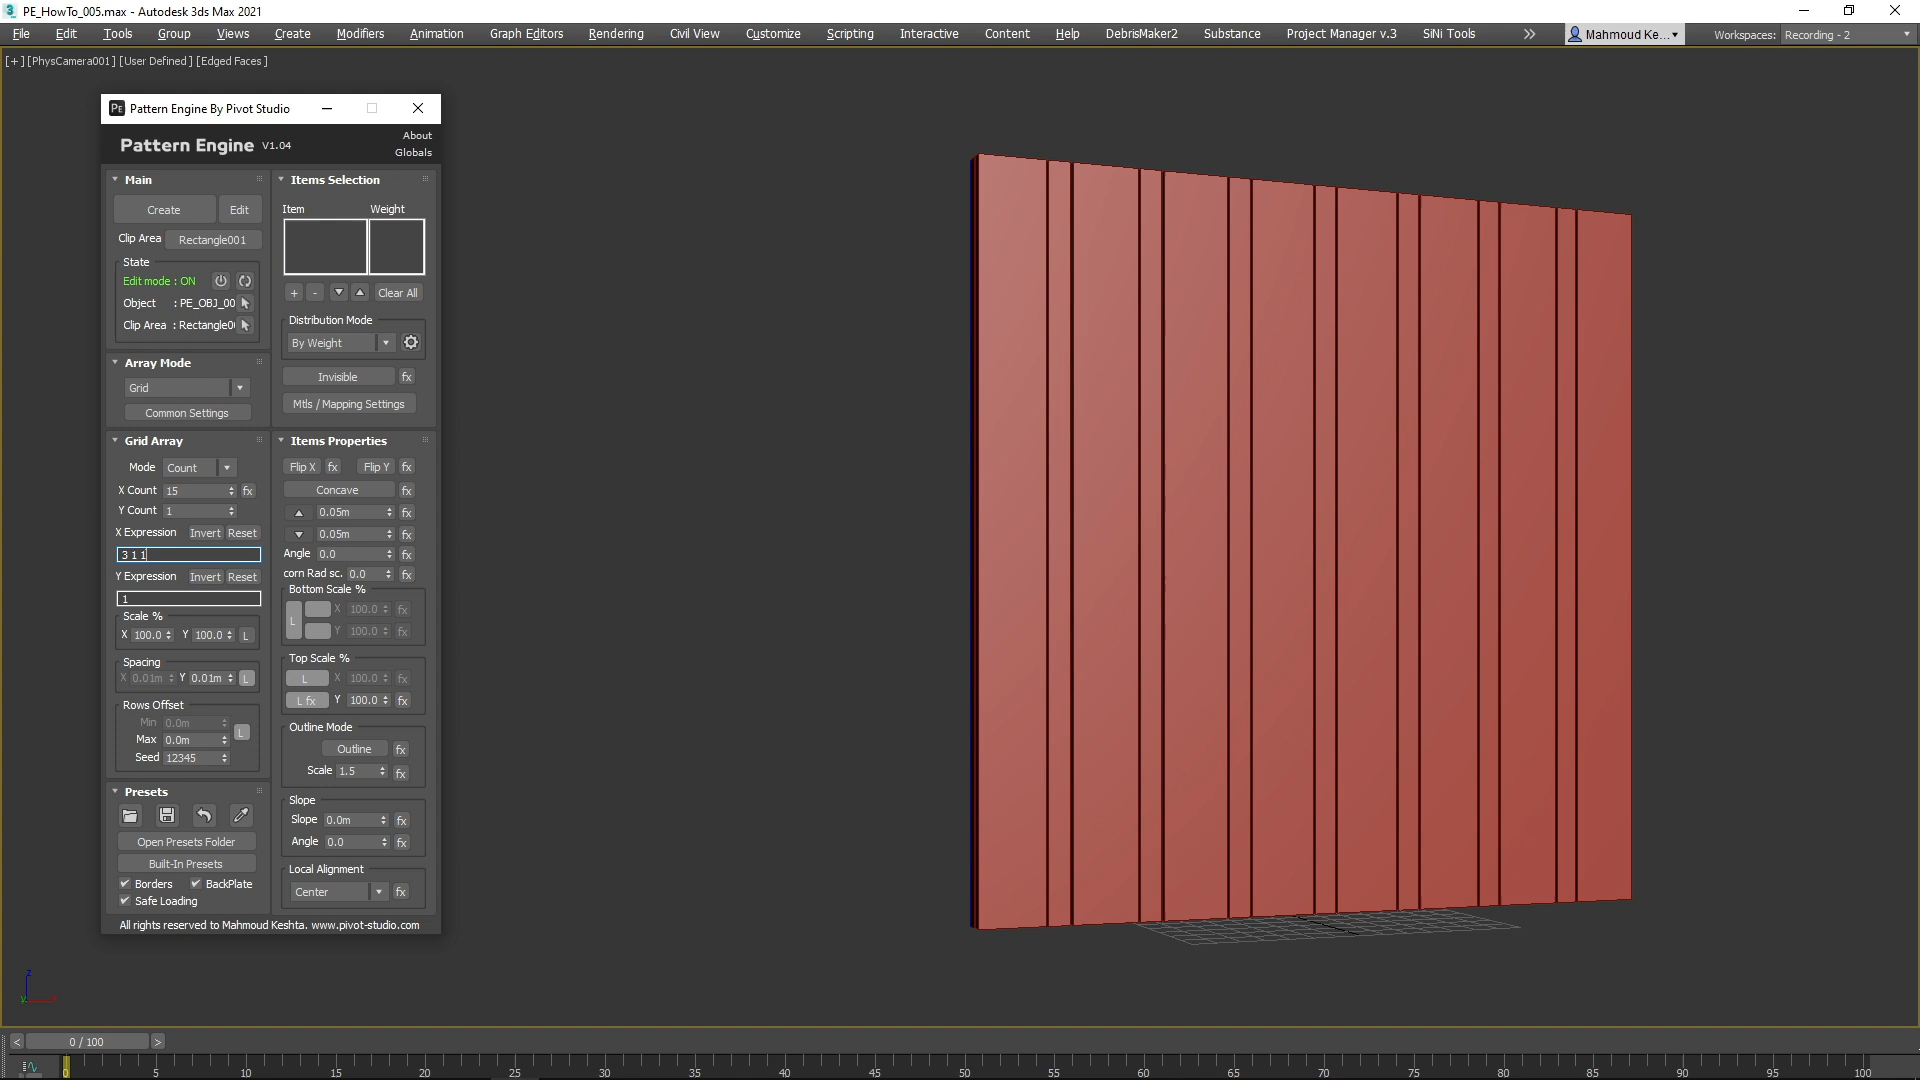 PE_HowTo_005.max - Autodesk 3ds Max 2021
File Edit Tools Group Views Create Modifiers Animation Graph Editors Rendering Civil View Customize Scripting Interactive Content Help DebrisMaker2 Substance Project Manager v.3 SiNi Tools >> Mahmoud Ke... Workspaces: Recording - 2
[+] [PhysCamera001] [User Defined] [Edged Faces]
PE Pattern Engine By Pivot Studio
Pattern Engine V1.04
About
Globals
Main
Create Edit
Clip Area Rectangle001
State
Edit mode : ON
Object : PE_OBJ_00
Clip Area : Rectangle0
Array Mode
Grid
Common Settings
Grid Array
Mode Count
X Count 15 fx
Y Count 1
X Expression Invert Reset
3 1 1
Y Expression Invert Reset
1
Scale %
X 100.0 Y 100.0 L
Spacing
X 0.01m Y 0.01m L
Rows Offset
Min 0.0m
Max 0.0m L
Seed 12345
Presets
Open Presets Folder
Built-In Presets
Borders BackPlate
Safe Loading
Items Selection
Item Weight
+ - Clear All
Distribution Mode
By Weight
Invisible fx
Mtls / Mapping Settings
Items Properties
Flip X fx Flip Y fx
Concave fx
0.05m fx
0.05m fx
Angle 0.0 fx
corn Rad sc. 0.0 fx
Bottom Scale %
L X 100.0 fx
Y 100.0 fx
Top Scale %
L X 100.0 fx
L fx Y 100.0 fx
Outline Mode
Outline fx
Scale 1.5 fx
Slope
Slope 0.0m fx
Angle 0.0 fx
Local Alignment
Center fx
All rights reserved to Mahmoud Keshta. www.pivot-studio.com
z
y x
< 0 / 100 >
0 5 10 15 20 25 30 35 40 45 50 55 60 65 70 75 80 85 90 95 100